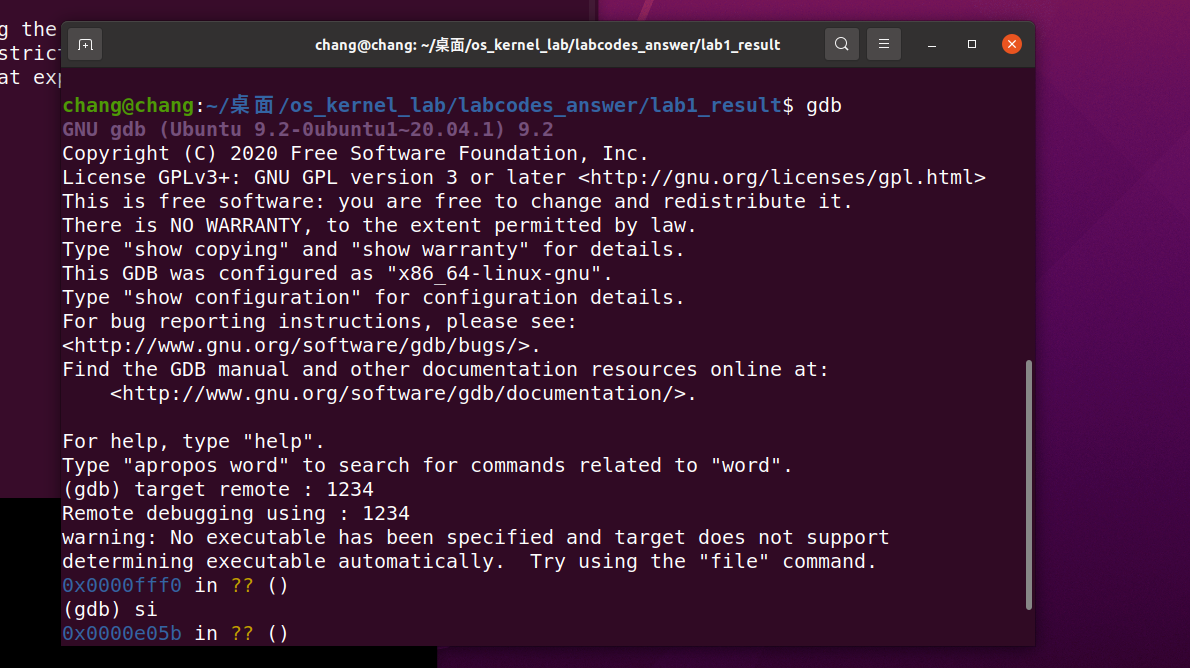 g the
strict
at exp
chang@chang: ~/桌面/os_kernel_lab/labcodes_answer/lab1_result
chang@chang:~/桌面/os_kernel_lab/labcodes_answer/lab1_result$ gdb
GNU gdb (Ubuntu 9.2-0ubuntu1~20.04.1) 9.2
Copyright (C) 2020 Free Software Foundation, Inc.
License GPLv3+: GNU GPL version 3 or later <http://gnu.org/licenses/gpl.html>
This is free software: you are free to change and redistribute it.
There is NO WARRANTY, to the extent permitted by law.
Type "show copying" and "show warranty" for details.
This GDB was configured as "x86_64-linux-gnu".
Type "show configuration" for configuration details.
For bug reporting instructions, please see:
<http://www.gnu.org/software/gdb/bugs/>.
Find the GDB manual and other documentation resources online at:
    <http://www.gnu.org/software/gdb/documentation/>.
For help, type "help".
Type "apropos word" to search for commands related to "word".
(gdb) target remote : 1234
Remote debugging using : 1234
warning: No executable has been specified and target does not support
determining executable automatically.  Try using the "file" command.
0x0000fff0 in ?? ()
(gdb) si
0x0000e05b in ?? ()